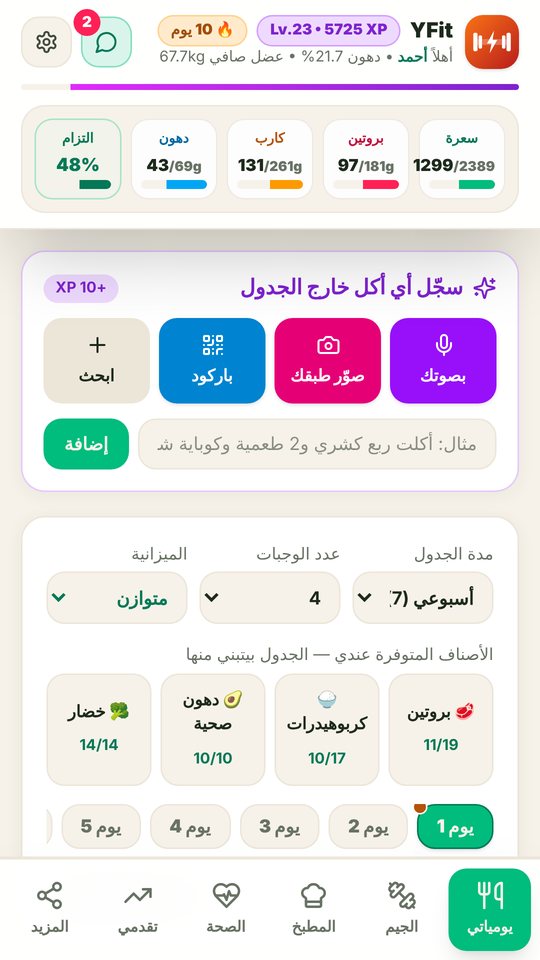 YFit
Lv.23 • 5725 XP
🔥 10 يوم
2
أهلاً أحمد • دهون 21.7% • عضل صافي 67.7kg
سعرة
1299/2389
بروتين
97/181g
كارب
131/261g
دهون
43/69g
التزام
48%
سجّل أي أكل خارج الجدول
+10 XP
بصوتك
صوّر طبقك
باركود
ابحث
مثال: أكلت ربع كشري و2 طعمية وكوباية ش
إضافة
مدة الجدول
عدد الوجبات
الميزانية
أسبوعي (7
4
متوازن
الأصناف المتوفرة عندي — الجدول بيتبني منها
🥩 بروتين
11/19
🍚 كربوهيدرات
10/17
🥑 دهون صحية
10/10
🥦 خضار
14/14
يوم 1
يوم 2
يوم 3
يوم 4
يوم 5
يومياتي
الجيم
المطبخ
الصحة
تقدمي
المزيد